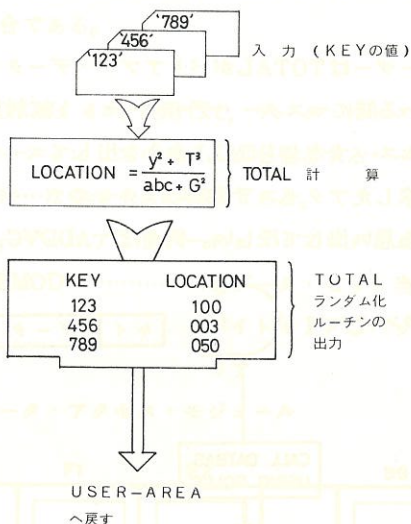 '789'
'456'
'123'
入 力 (KEYの値)
LOCATION = y² + T³ / abc + G²
TOTAL 計 算
KEY LOCATION
123 100
456 003
789 050
TOTAL
ランダム化
ルーチンの
出力
USER-AREA
へ戻す